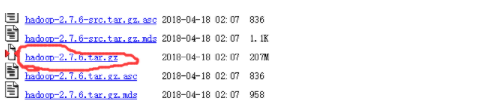 hadoop-2.7.6-src.tar.gz.asc 2018-04-18 02:07 836
hadoop-2.7.6-src.tar.gz.mds 2018-04-18 02:07 1.1K
hadoop-2.7.6.tar.gz 2018-04-18 02:07 207M
hadoop-2.7.6.tar.gz.asc 2018-04-18 02:07 836
hadoop-2.7.6.tar.gz.mds 2018-04-18 02:07 958